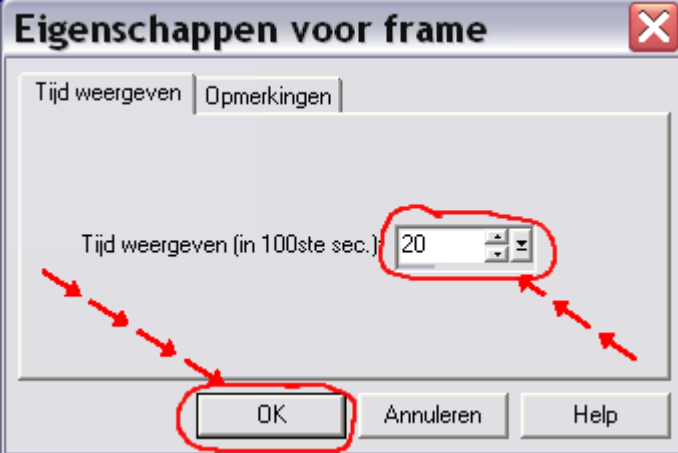 Eigenschappen voor frame
Tijd weergeven Opmerkingen
Tijd weergeven (in 100ste sec.): 20
OK Annuleren Help